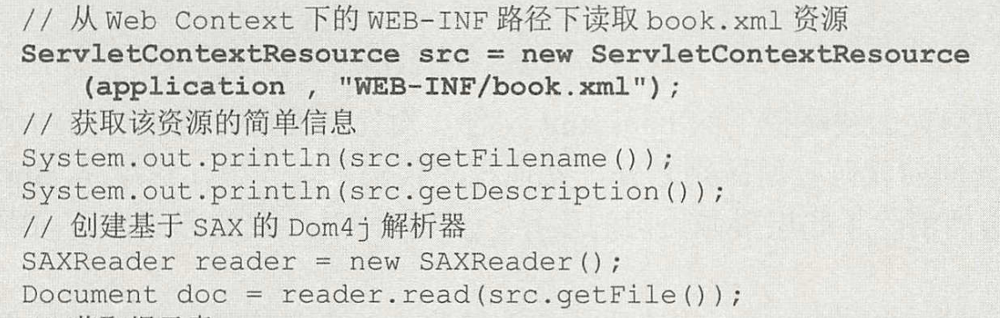 // 从 Web Context 下的 WEB-INF 路径下读取 book.xml 资源
ServletContextResource src = new ServletContextResource
(application , "WEB-INF/book.xml");
// 获取该资源的简单信息
System.out.println(src.getFilename());
System.out.println(src.getDescription());
// 创建基于 SAX 的 Dom4j 解析器
SAXReader reader = new SAXReader();
Document doc = reader.read(src.getFile());